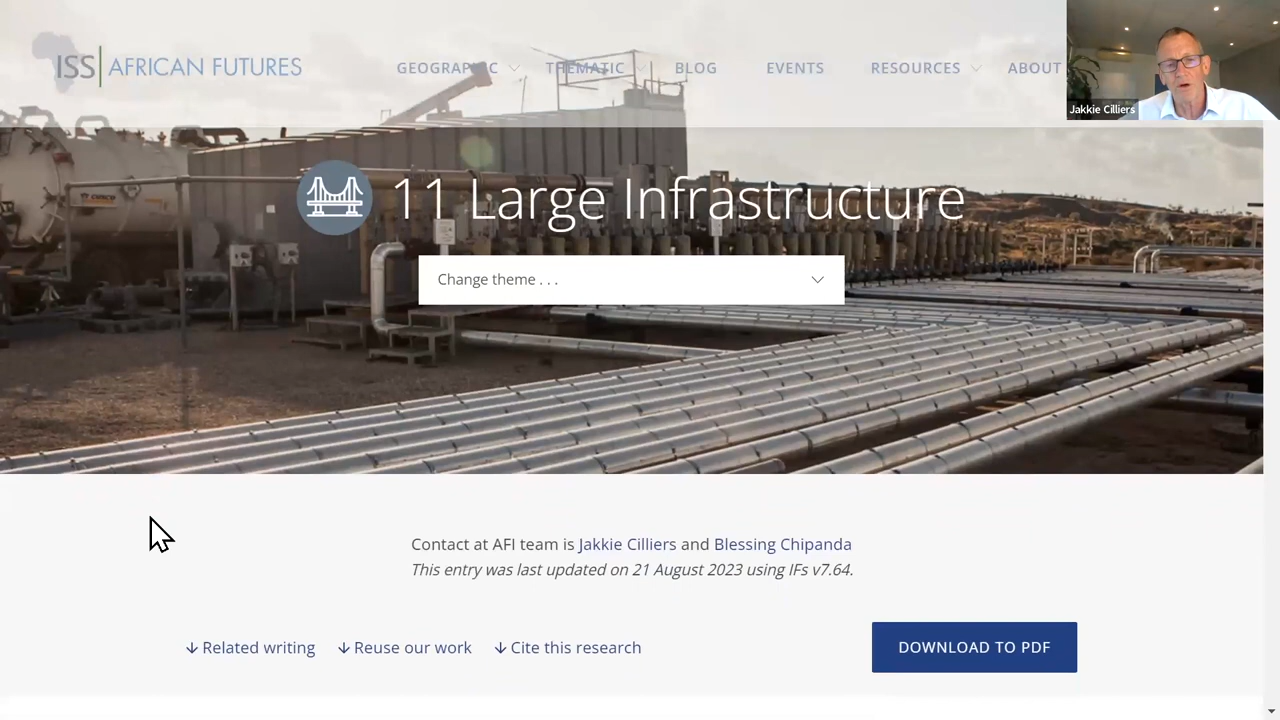 ISS AFRICAN FUTURES
GEOGRAPHIC THEMATIC BLOG EVENTS RESOURCES ABOUT
Jakkie Cilliers
11 Large Infrastructure
Change theme . . .
Contact at AFI team is Jakkie Cilliers and Blessing Chipanda
This entry was last updated on 21 August 2023 using IFs v7.64.
Related writing Reuse our work Cite this research
DOWNLOAD TO PDF